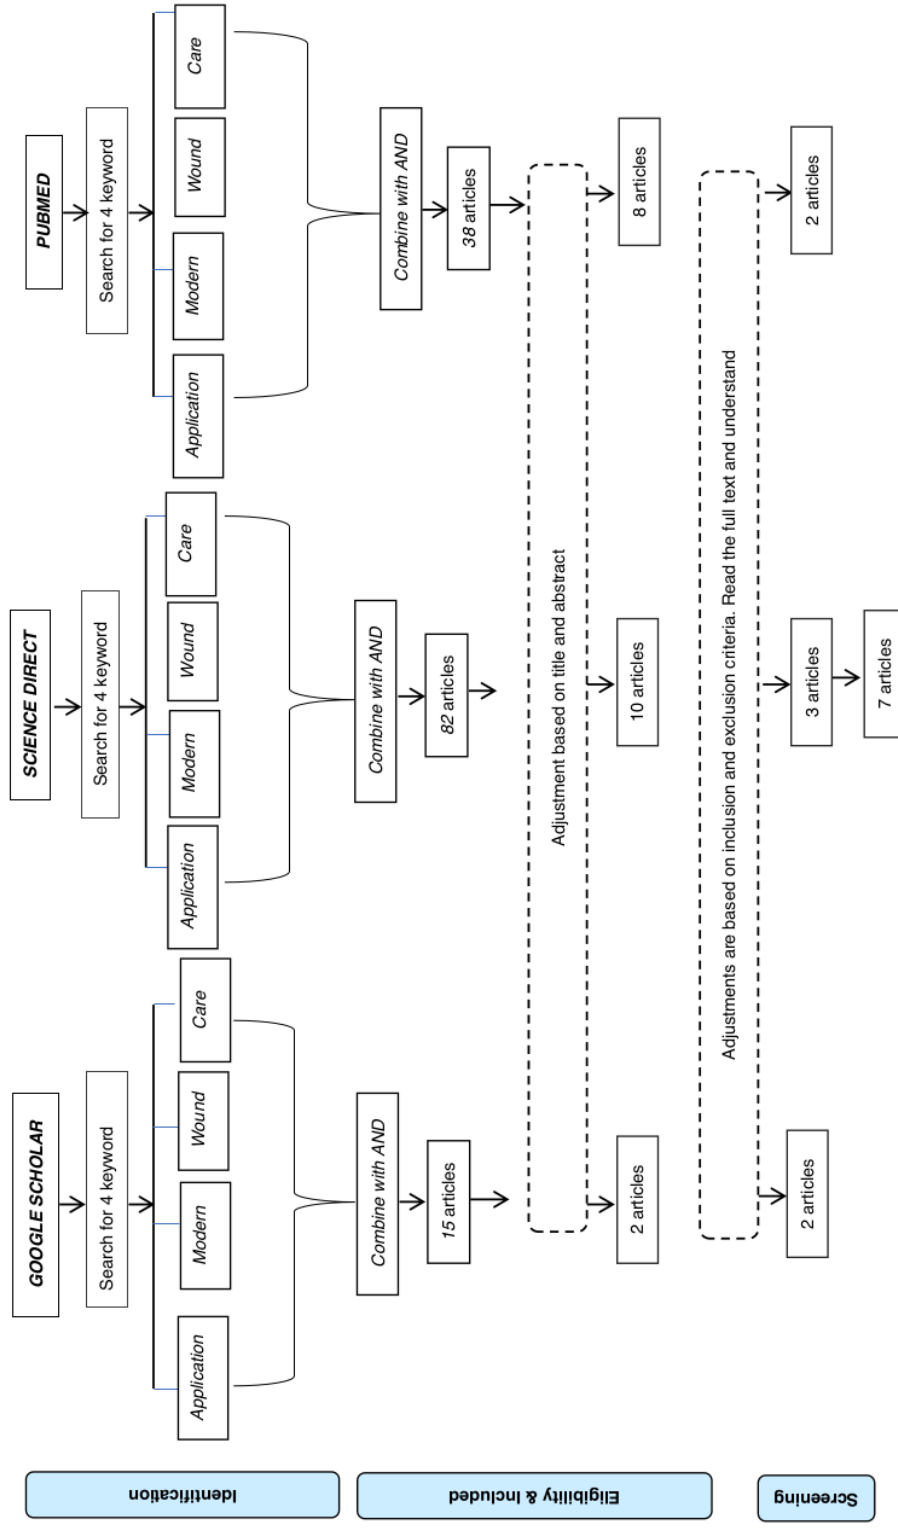 GOOGLE SCHOLAR
SCIENCE DIRECT
PUBMED
Search for 4 keyword
Search for 4 keyword
Search for 4 keyword
Identification
Application
Modern
Wound
Care
Application
Modern
Wound
Care
Application
Modern
Wound
Care
Combine with AND
Combine with AND
Combine with AND
15 articles
82 articles
38 articles
Eligibility & Included
Adjustment based on title and abstract
2 articles
10 articles
8 articles
Adjustments are based on inclusion and exclusion criteria. Read the full text and understand
Screening
2 articles
3 articles
2 articles
7 articles